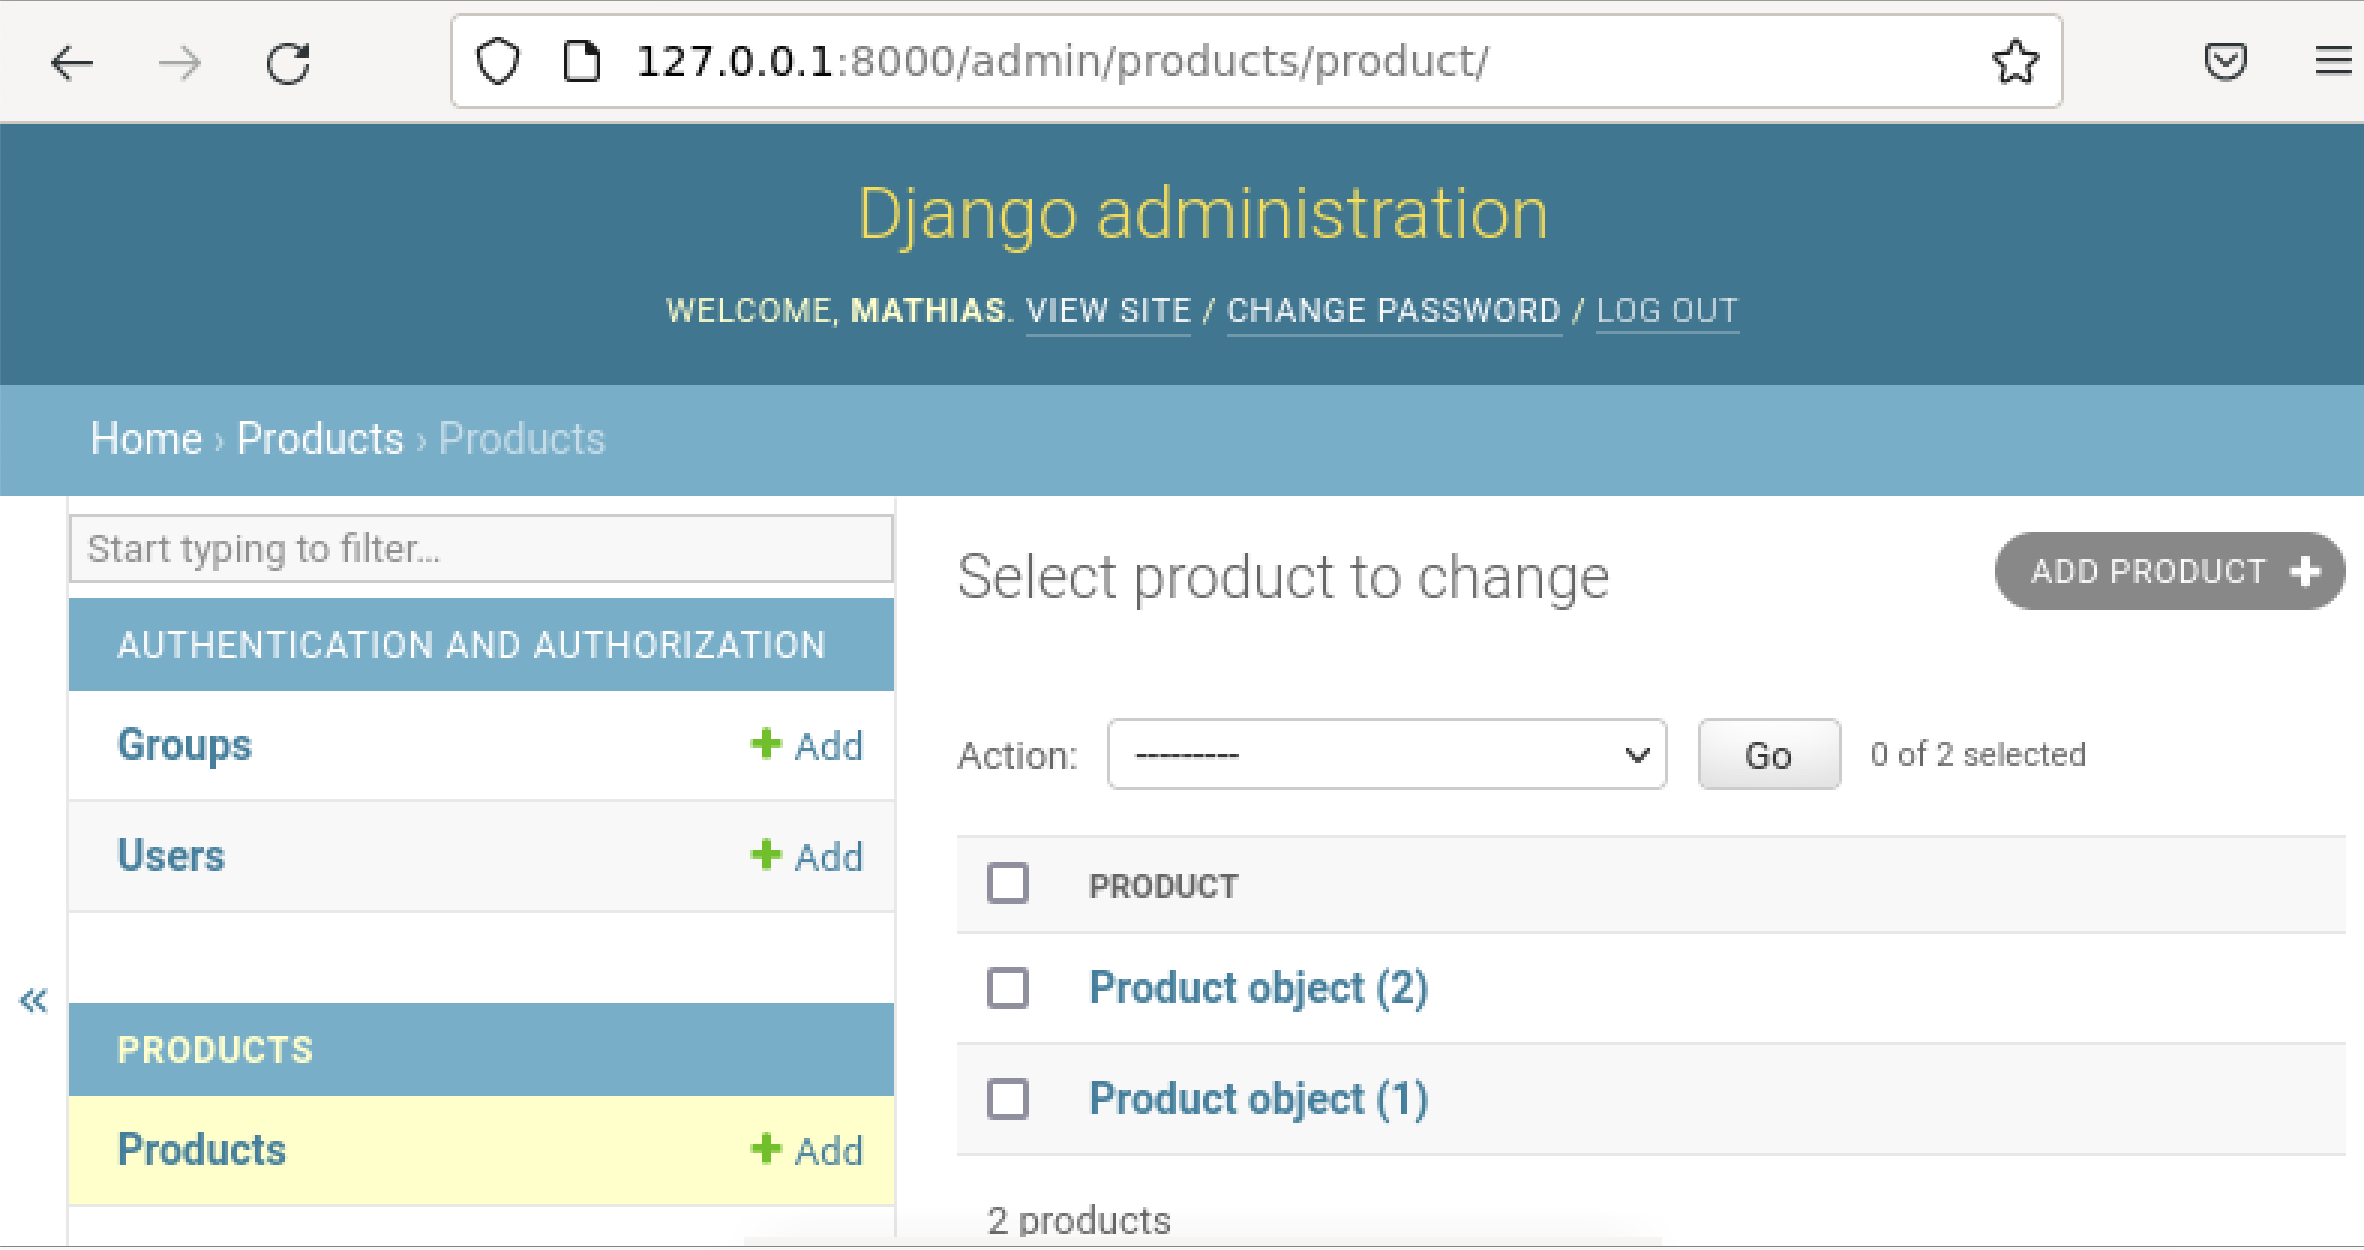 127.0.0.1:8000/admin/products/product/
Django administration
WELCOME, MATHIAS. VIEW SITE / CHANGE PASSWORD / LOG OUT
Home › Products › Products
Start typing to filter...
AUTHENTICATION AND AUTHORIZATION
Groups + Add
Users + Add
«
PRODUCTS
Products + Add
Select product to change
ADD PRODUCT +
Action: --------- Go 0 of 2 selected
PRODUCT
Product object (2)
Product object (1)
2 products